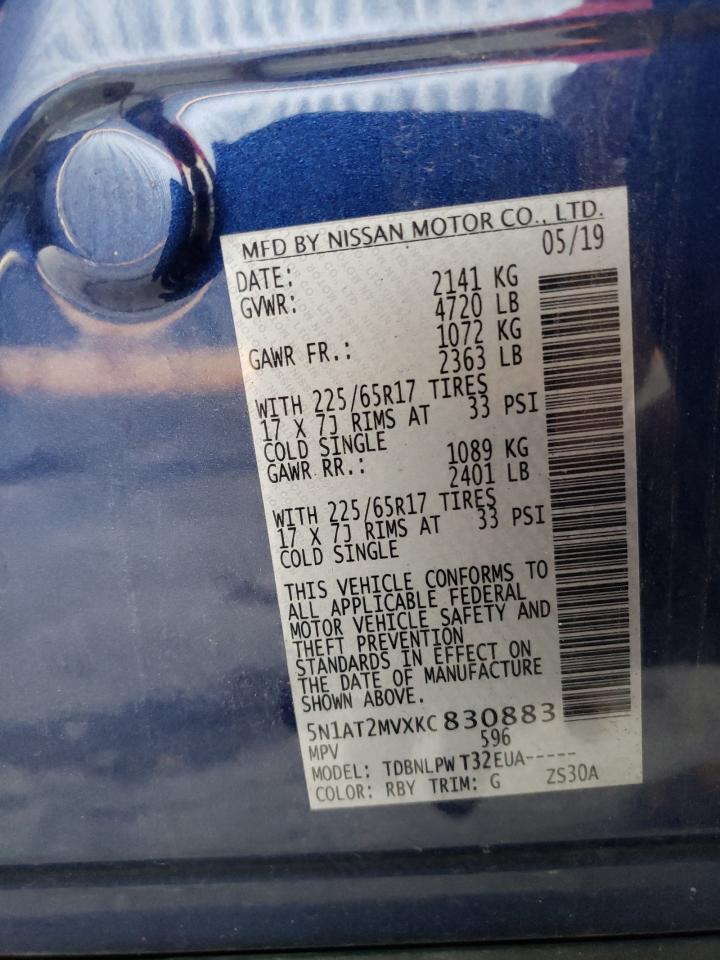 MFD BY NISSAN MOTOR CO., LTD.
DATE: 05/19
GVWR: 2141 KG
4720 LB
GAWR FR.: 1072 KG
2363 LB
WITH 225/65R17 TIRES
17 X 7J RIMS AT 33 PSI
COLD SINGLE
GAWR RR.: 1089 KG
2401 LB
WITH 225/65R17 TIRES
17 X 7J RIMS AT 33 PSI
COLD SINGLE
THIS VEHICLE CONFORMS TO
ALL APPLICABLE FEDERAL
MOTOR VEHICLE SAFETY AND
THEFT PREVENTION
STANDARDS IN EFFECT ON
THE DATE OF MANUFACTURE
SHOWN ABOVE.
5N1AT2MVXKC830883
MPV 596
MODEL: TDBNLPW T32EUA-----
COLOR: RBY TRIM: G ZS30A